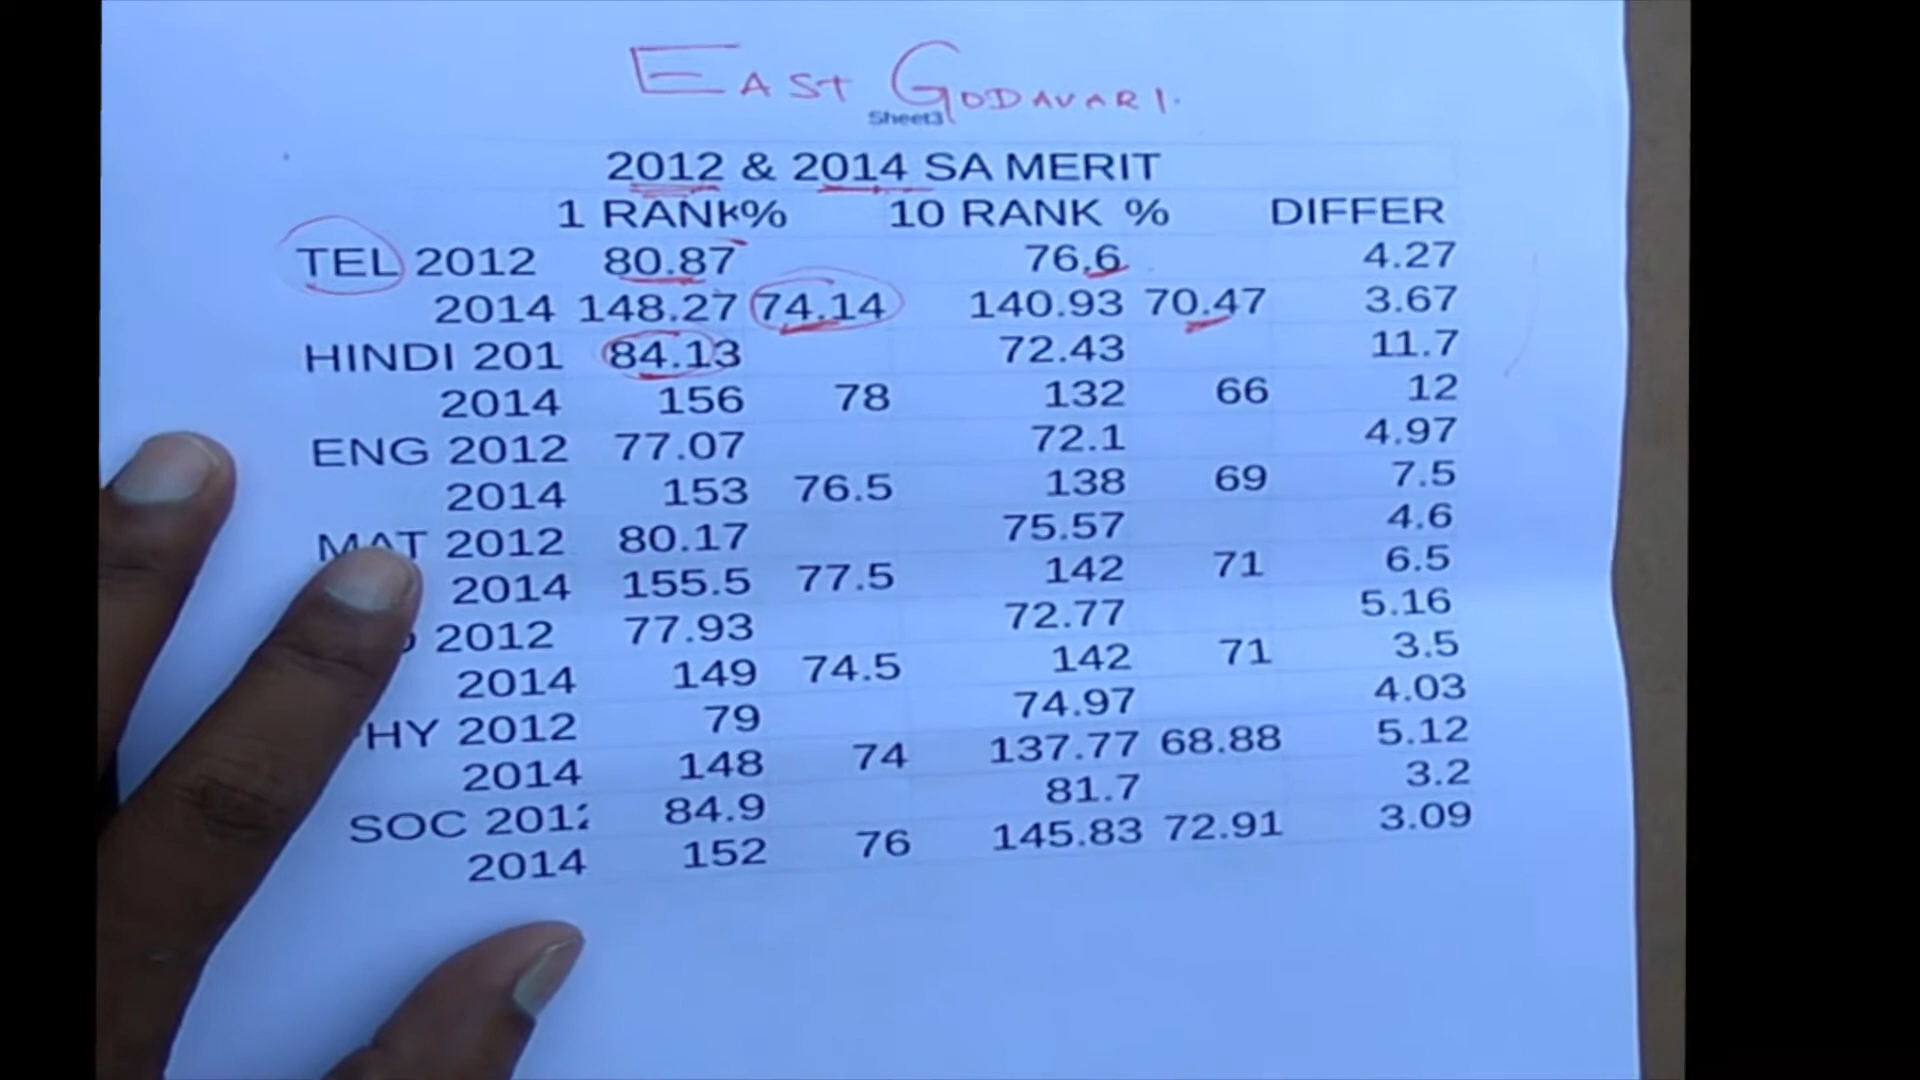 EAST GODAVARI.
Sheet3
2012 & 2014 SA MERIT
1 RANK% 10 RANK % DIFFER
TEL 2012 80.87 76.6 4.27
2014 148.27 74.14 140.93 70.47 3.67
HINDI 201 84.13 72.43 11.7
2014 156 78 132 66 12
ENG 2012 77.07 72.1 4.97
2014 153 76.5 138 69 7.5
MAT 2012 80.17 75.57 4.6
2014 155.5 77.5 142 71 6.5
2012 77.93 72.77 5.16
2014 149 74.5 142 71 3.5
HY 2012 79 74.97 4.03
2014 148 74 137.77 68.88 5.12
SOC 2012 84.9 81.7 3.2
2014 152 76 145.83 72.91 3.09